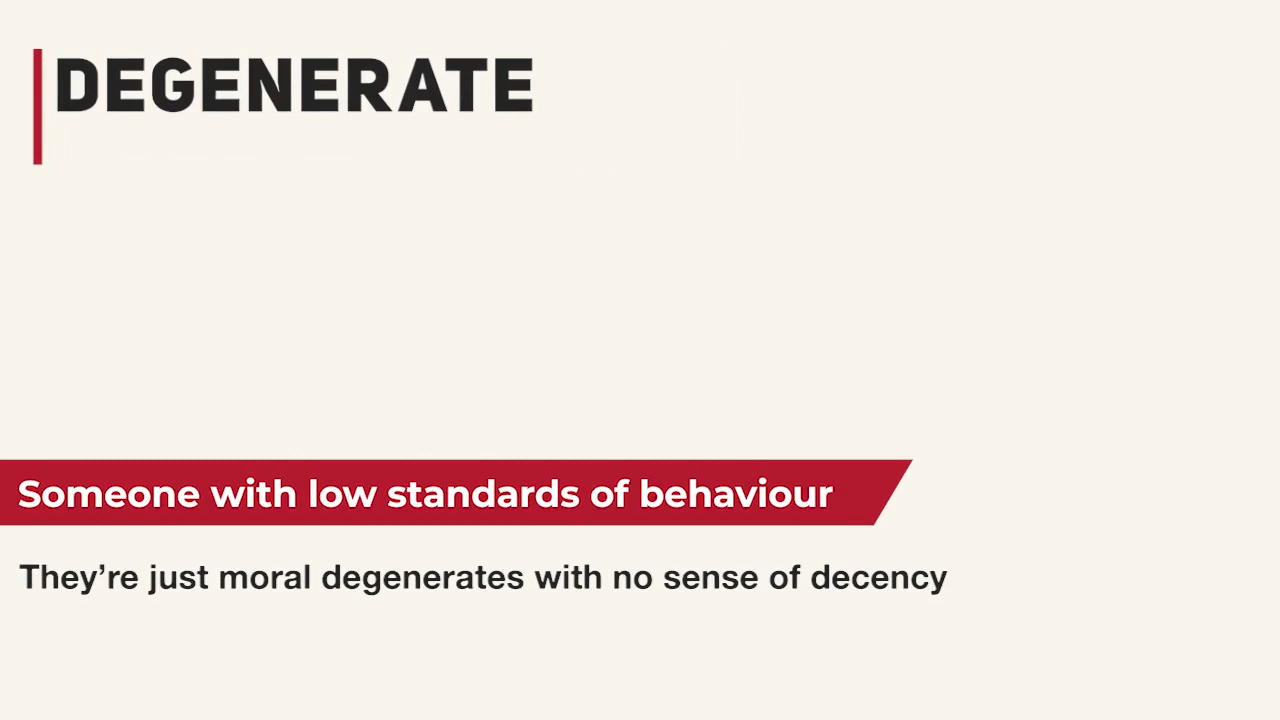 DEGENERATE
Someone with low standards of behaviour
They’re just moral degenerates with no sense of decency